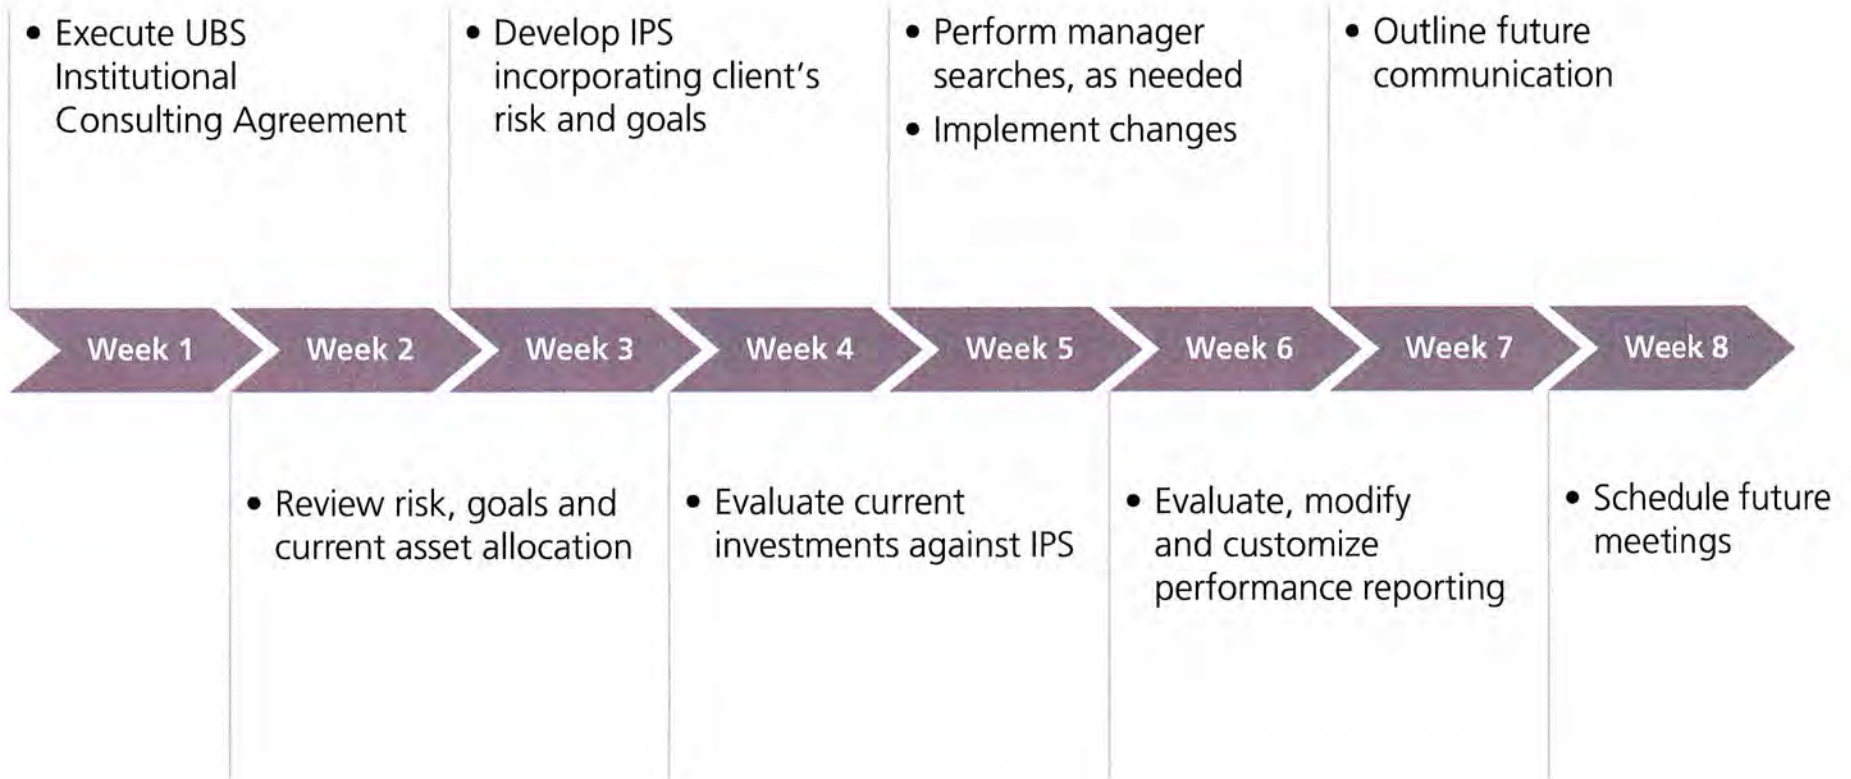 • Execute UBS
Institutional
Consulting Agreement
• Develop IPS
incorporating client's
risk and goals
• Perform manager
searches, as needed
• Implement changes
• Outline future
communication
Week 1
Week 2
Week 3
Week 4
Week 5
Week 6
Week 7
Week 8
• Review risk, goals and
current asset allocation
• Evaluate current
investments against IPS
• Evaluate, modify
and customize
performance reporting
• Schedule future
meetings